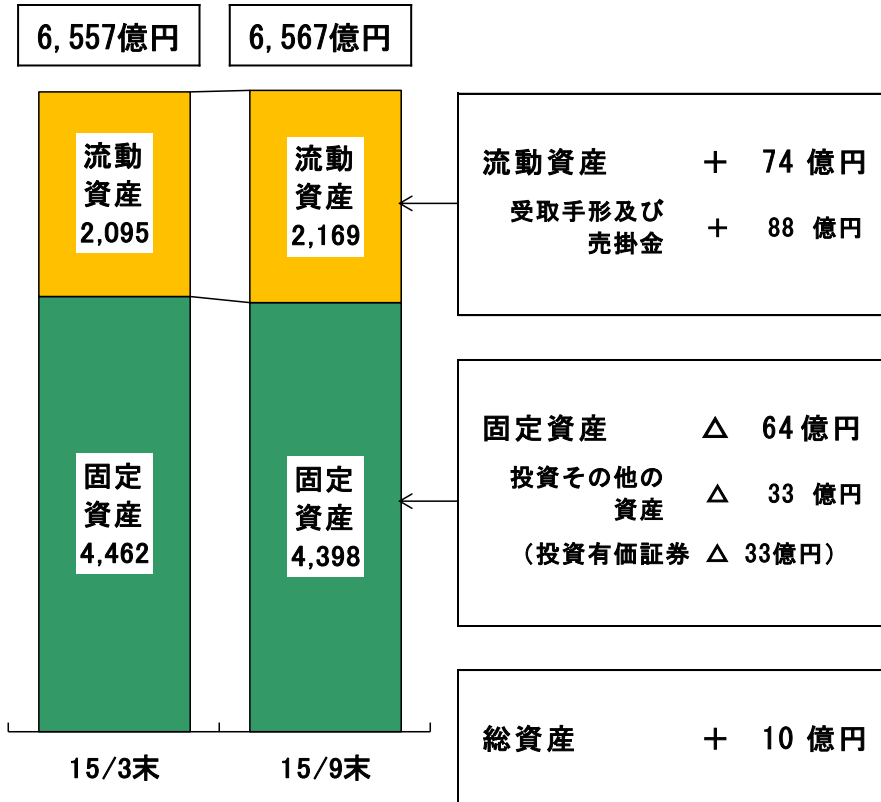 6,557億円
6,567億円
流動
資産
2,095
流動
資産
2,169
固定
資産
4,462
固定
資産
4,398
15/3末
15/9末
流動資産 ＋ 74 億円
受取手形及び
売掛金 ＋ 88 億円
固定資産 △ 64 億円
投資その他の
資産 △ 33 億円
（投資有価証券 △ 33億円）
総資産 ＋ 10 億円